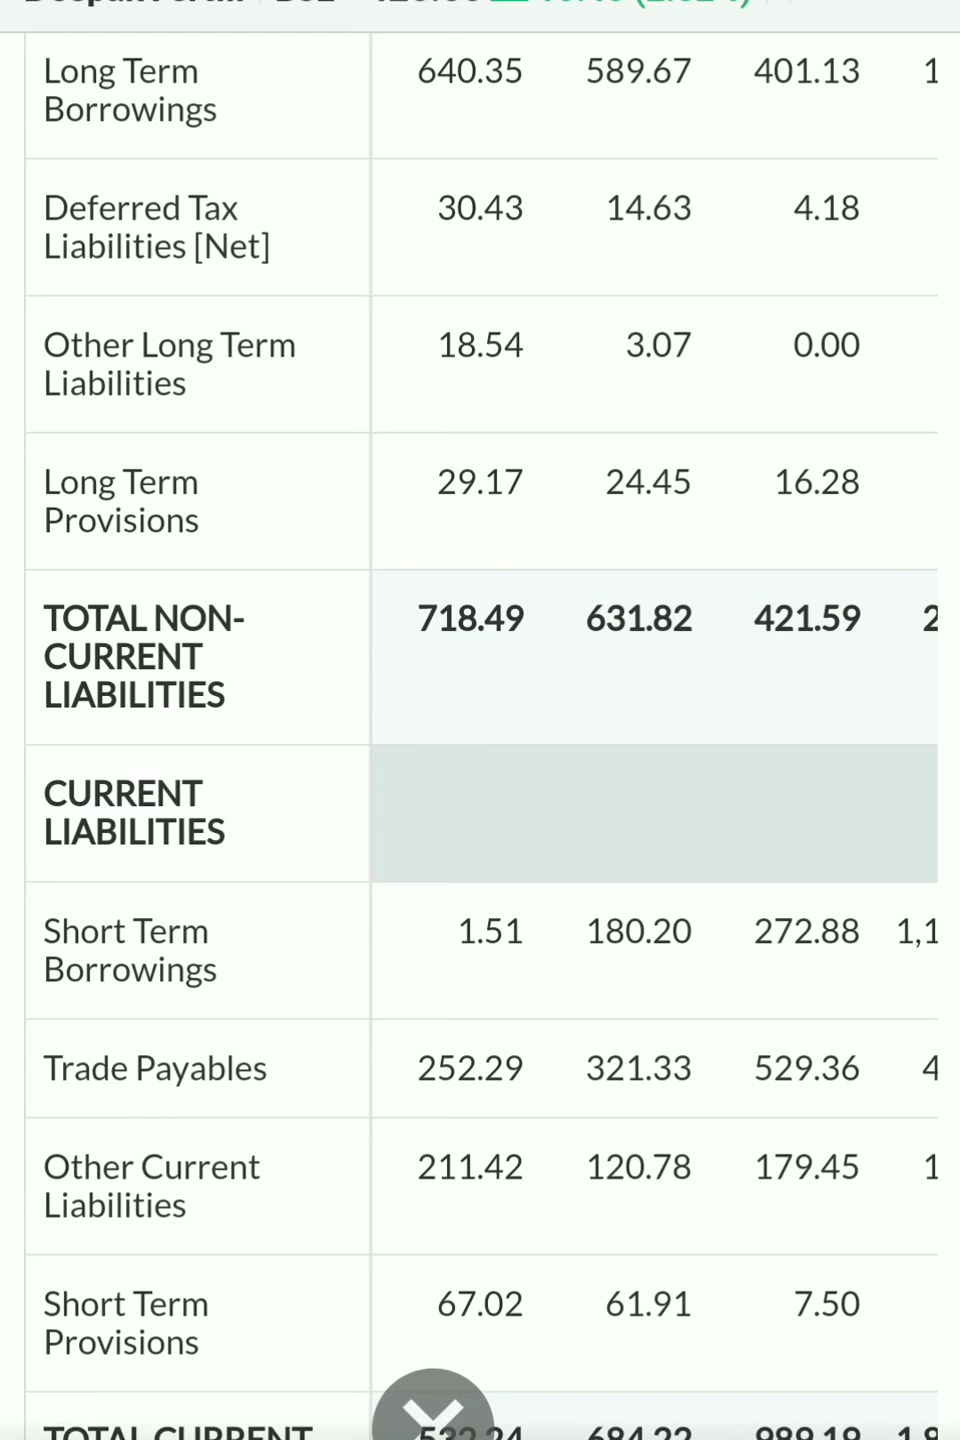 Long Term 640.35 589.67 401.13 1
Borrowings
Deferred Tax 30.43 14.63 4.18
Liabilities [Net]
Other Long Term 18.54 3.07 0.00
Liabilities
Long Term 29.17 24.45 16.28
Provisions
TOTAL NON- 718.49 631.82 421.59 2
CURRENT
LIABILITIES
CURRENT
LIABILITIES
Short Term 1.51 180.20 272.88 1,1
Borrowings
Trade Payables 252.29 321.33 529.36 4
Other Current 211.42 120.78 179.45 1
Liabilities
Short Term 67.02 61.91 7.50
Provisions
TOTAL CURRENT 532.24 684.22 989.19 1,8